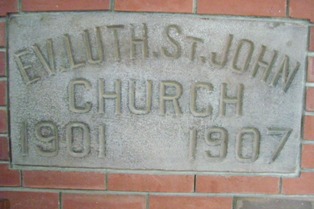 EV. LUTH. ST. JOHN
CHURCH
1901 1907